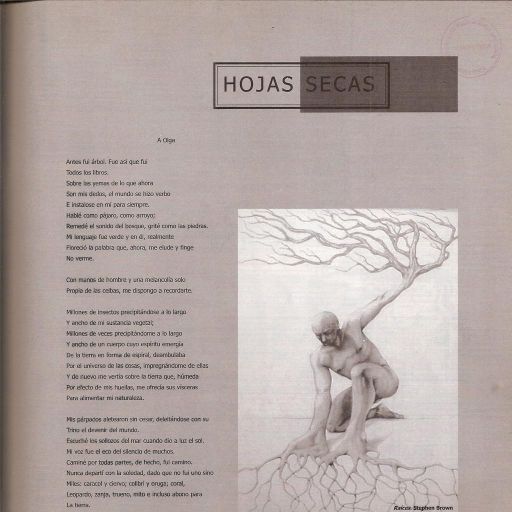 HOJAS SECAS
A Olga
Antes fui árbol. Fue así que fui
Todos los libros.
Sobre las yemas de lo que ahora
Son mis dedos, el mundo se hizo verbo
E instalose en mí para siempre.
Hablé como pájaro, como arroyo;
Remedé el sonido del bosque, grité como las piedras.
Mi lenguaje fue verde y en él, realmente
Floreció la palabra que, ahora, me elude y finge
No verme.
Con manos de hombre y una melancolía solo
Propia de las ceibas, me dispongo a recordarte.
Millones de insectos precipitándose a lo largo
Y ancho de mi sustancia vegetal;
Millones de veces precipitándome a lo largo
Y ancho de un cuerpo cuyo espíritu emergía
De la tierra en forma de espiral, deambulaba
Por el universo de las cosas, impregnándome de ellas
Y de nuevo me vertía sobre la tierra que, húmeda
Por efecto de mis huellas, me ofrecía sus vísceras
Para alimentar mi naturaleza.
Mis párpados aletearon sin cesar, deleitándose con su
Trino el devenir del mundo.
Escuché los sollozos del mar cuando dio a luz el sol.
Mi voz fue el eco del silencio de muchos.
Caminé por todas partes, de hecho, fui camino.
Nunca departí con la soledad, dado que no fui uno sino
Miles: caracol y ciervo; colibrí y oruga; coral,
Leopardo, zanja, trueno, mito e incluso abono para
La tierra.
Raíces Stephen Brown